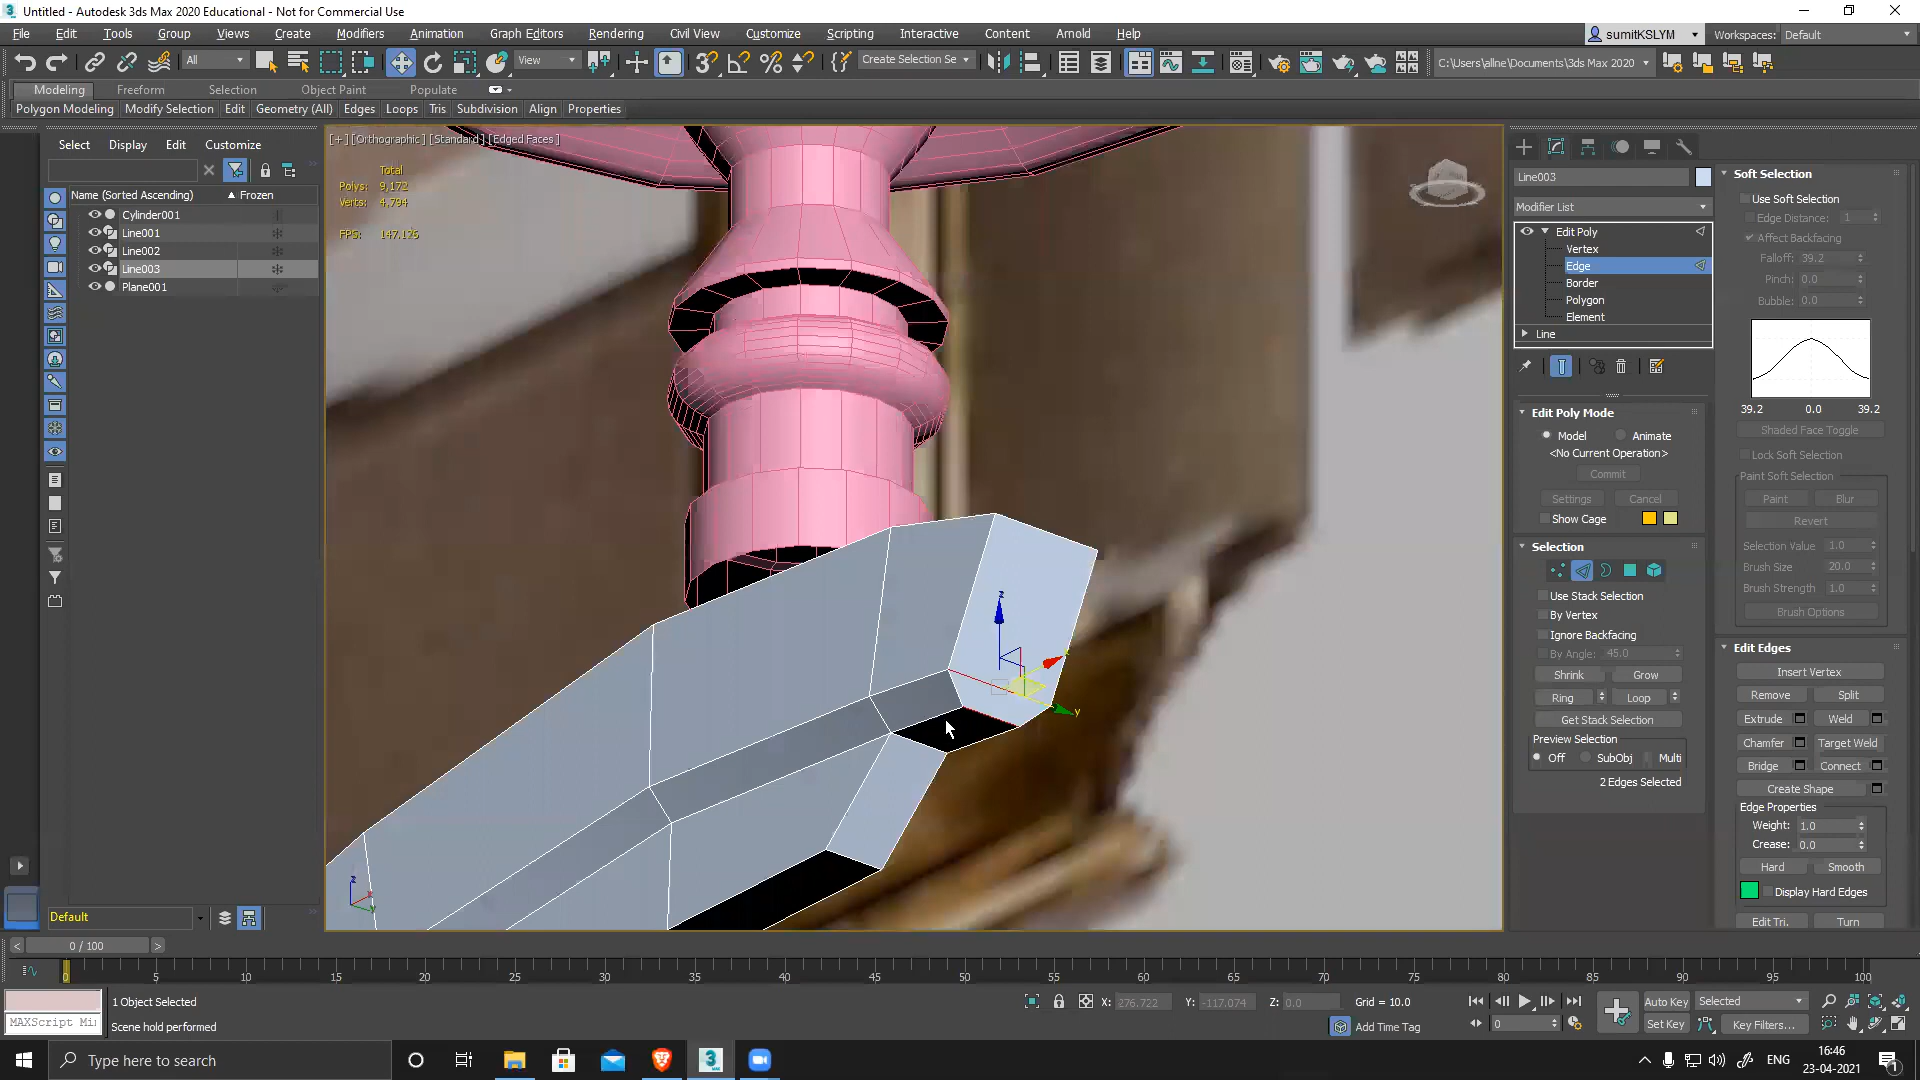 Untitled - Autodesk 3ds Max 2020 Educational - Not for Commercial Use
File Edit Tools Group Views Create Modifiers Animation Graph Editors Rendering Civil View Customize Scripting Interactive Content Arnold Help
sumitKSLYM Workspaces: Default
All View Create Selection Se C:\Users\allne\Documents\3ds Max 2020
Modeling Freeform Selection Object Paint Populate
Polygon Modeling Modify Selection Edit Geometry (All) Edges Loops Tris Subdivision Align Properties
Select Display Edit Customize
[+] [Orthographic] [Standard] [Edged Faces]
Total
Polys: 9,172
Verts: 4,794
FPS: 147.126
Name (Sorted Ascending) Frozen
Cylinder001
Line001
Line002
Line003
Plane001
Line003
Modifier List
Edit Poly
Vertex
Edge
Border
Polygon
Element
Line
Edit Poly Mode
Model Animate
<No Current Operation>
Commit
Settings Cancel
Show Cage
Selection
Use Stack Selection
By Vertex
Ignore Backfacing
By Angle: 45.0
Shrink Grow
Ring Loop
Get Stack Selection
Preview Selection
Off SubObj Multi
2 Edges Selected
Soft Selection
Use Soft Selection
Edge Distance: 1
Affect Backfacing
Falloff: 39.2
Pinch: 0.0
Bubble: 0.0
39.2 0.0 39.2
Shaded Face Toggle
Lock Soft Selection
Paint Soft Selection
Paint Blur
Revert
Selection Value 1.0
Brush Size 20.0
Brush Strength 1.0
Brush Options
Edit Edges
Insert Vertex
Remove Split
Extrude Weld
Chamfer Target Weld
Bridge Connect
Create Shape
Edge Properties
Weight: 1.0
Crease: 0.0
Hard Smooth
Display Hard Edges
Edit Tri. Turn
z
y
z
x
y
Default
< 0 / 100 >
0 5 10 15 20 25 30 35 40 45 50 55 60 65 70 75 80 85 90 95 100
1 Object Selected X: 276.722 Y: -117.074 Z: 0.0 Grid = 10.0 Auto Key Selected
MAXScript Mi Scene hold performed Add Time Tag 0 Set Key Key Filters...
Type here to search
ENG
16:46
23-04-2021
1